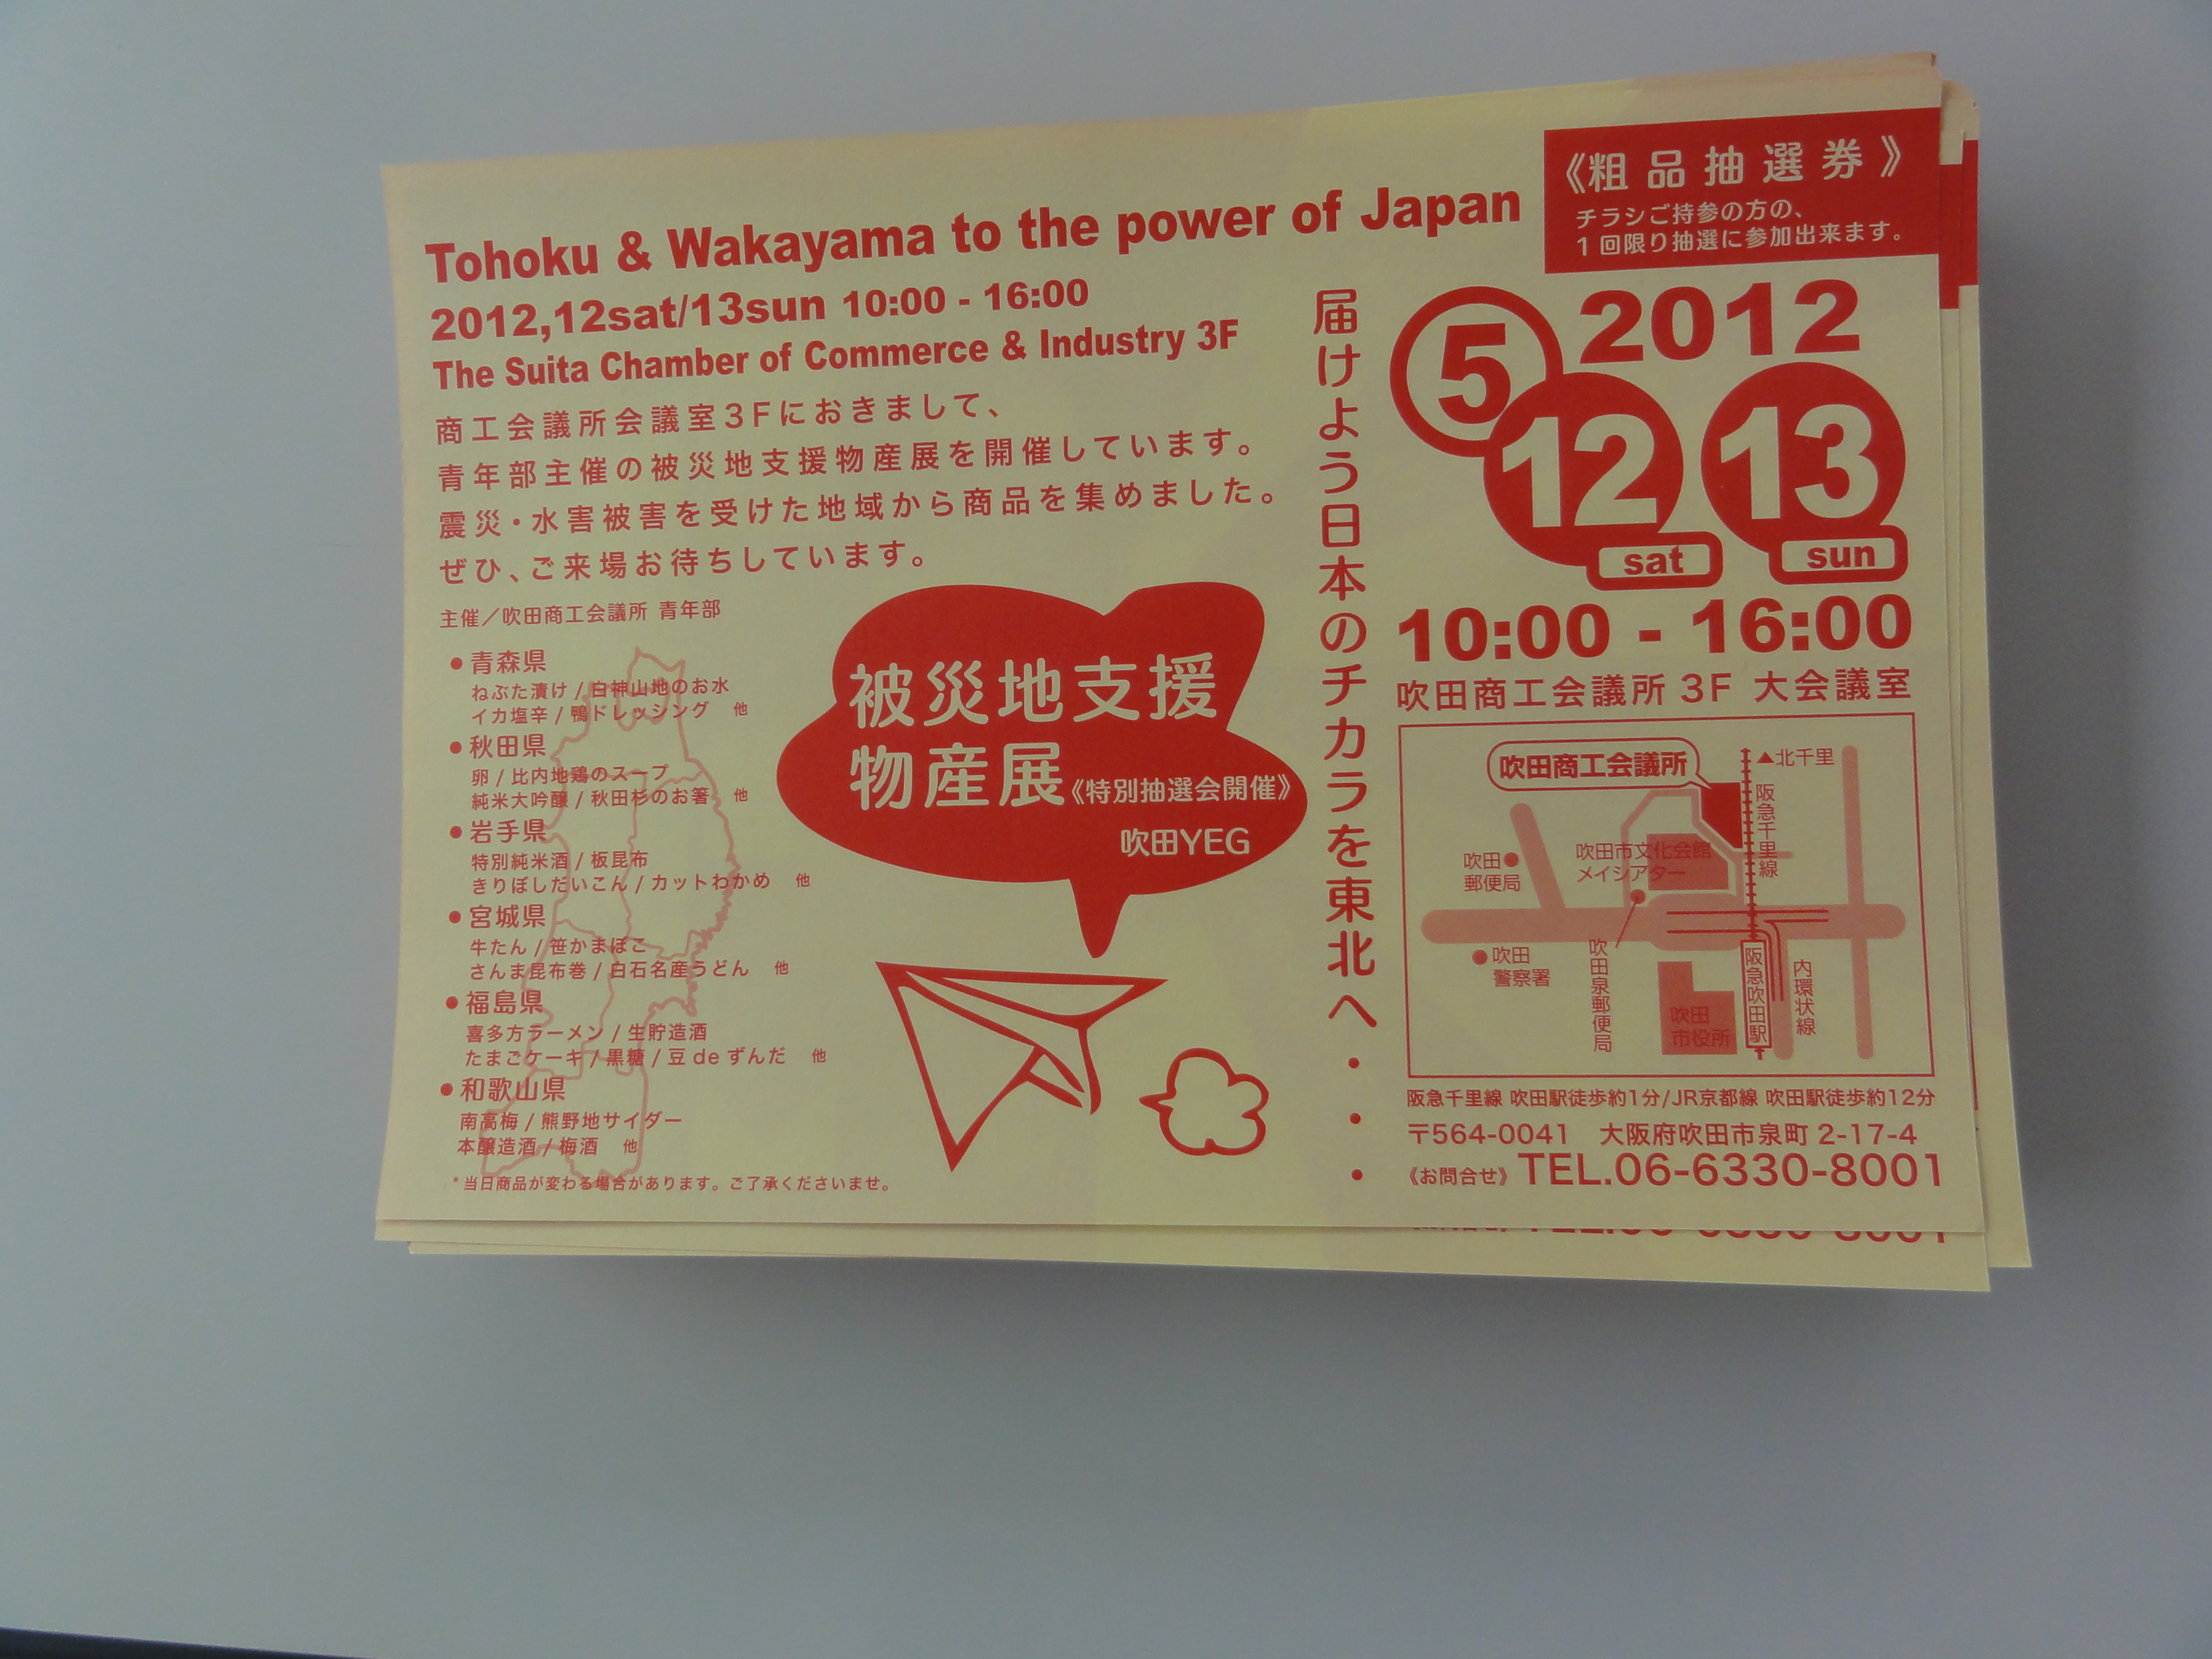 Tohoku & Wakayama to the power of Japan
2012,12sat/13sun 10:00 - 16:00
The Suita Chamber of Commerce & Industry 3F
商工会議所会議室3Fにおきまして、
青年部主催の被災地支援物産展を開催しています。
震災・水害被害を受けた地域から商品を集めました。
ぜひ、ご来場お待ちしています。
主催／吹田商工会議所 青年部
●青森県
ねぶた漬け / 白神山地のお水
イカ塩辛 / 鴨ドレッシング 他
●秋田県
卵 / 比内地鶏のスープ
純米大吟醸 / 秋田杉のお箸 他
●岩手県
特別純米酒 / 板昆布
きりぼしだいこん / カットわかめ 他
●宮城県
牛たん / 笹かまぼこ
さんま昆布巻 / 白石名産うどん 他
●福島県
喜多方ラーメン / 生貯造酒
たまごケーキ / 黒糖 / 豆 de ずんだ 他
●和歌山県
南高梅 / 熊野地サイダー
本醸造酒 / 梅酒 他
*当日商品が変わる場合があります。ご了承くださいませ。
被災地支援
物産展《特別抽選会開催》
吹田YEG
届けよう日本のチカラを東北へ・・・・
《粗品抽選券》
チラシご持参の方の、
1回限り抽選に参加出来ます。
2012
5
12
sat
13
sun
10:00 - 16:00
吹田商工会議所 3F 大会議室
吹田商工会議所
▲北千里
阪急千里線
吹田市文化会館
メイシアター
吹田
郵便局
吹田
警察署
吹田泉郵便局
吹田
市役所
阪急吹田駅
内環状線
阪急千里線 吹田駅徒歩約1分/JR京都線 吹田駅徒歩約12分
〒564-0041 大阪府吹田市泉町 2-17-4
《お問合せ》TEL.06-6330-8001